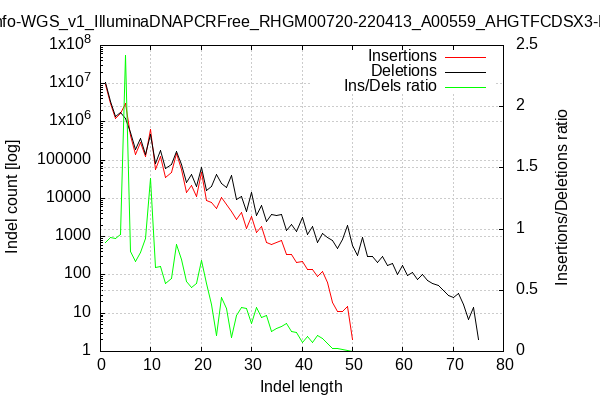 nfo-WGS_v1_IlluminaDNAPCRFree_RHGM00720-220413_A00559_AHGTFCDSX3-
Insertions
Deletions
Ins/Dels ratio
1x10^8
1x10^7
1x10^6
100000
10000
1000
100
10
1
2.5
2
1.5
1
0.5
0
0 10 20 30 40 50 60 70 80
Indel count [log]
Insertions/Deletions ratio
Indel length